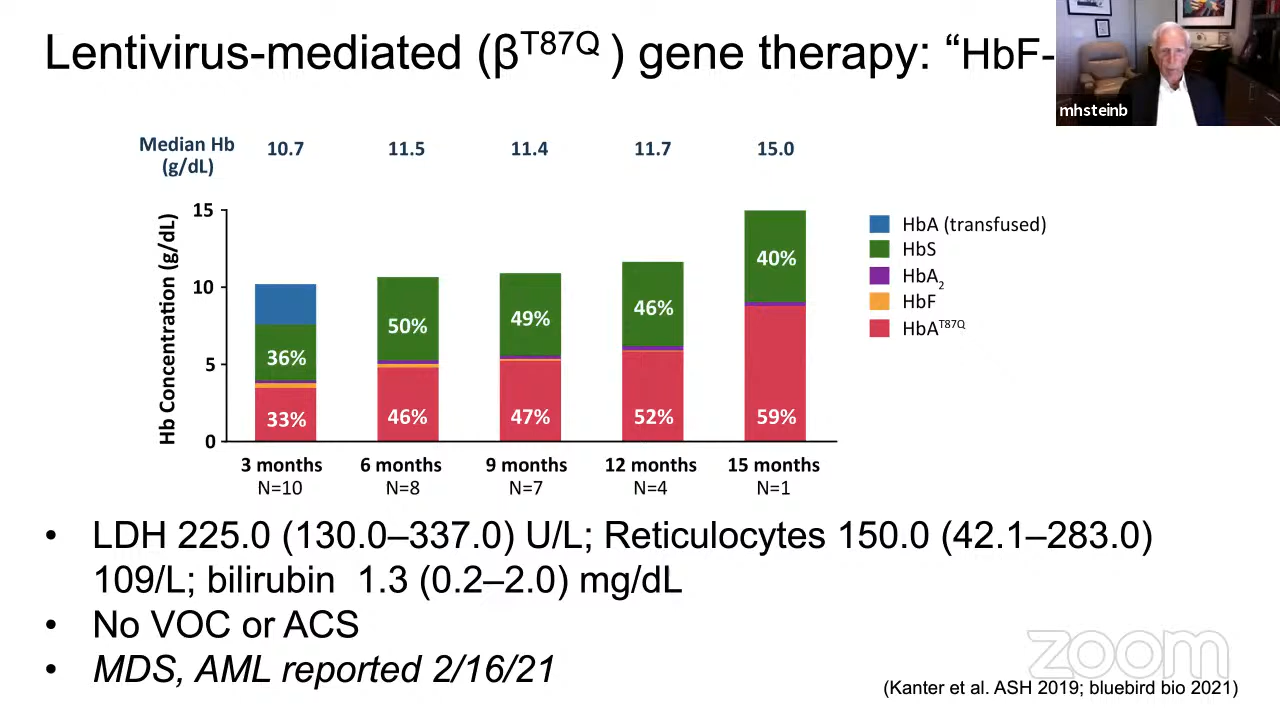 Lentivirus-mediated (βT87Q ) gene therapy: “HbF-
mhsteinb
Median Hb 10.7 11.5 11.4 11.7 15.0
(g/dL)
Hb Concentration (g/dL)
15
10
5
0
36%
33%
50%
46%
49%
47%
46%
52%
40%
59%
3 months 6 months 9 months 12 months 15 months
N=10 N=8 N=7 N=4 N=1
HbA (transfused)
HbS
HbA2
HbF
HbAT87Q
• LDH 225.0 (130.0–337.0) U/L; Reticulocytes 150.0 (42.1–283.0)
109/L; bilirubin 1.3 (0.2–2.0) mg/dL
• No VOC or ACS
• MDS, AML reported 2/16/21
zoom
(Kanter et al. ASH 2019; bluebird bio 2021)